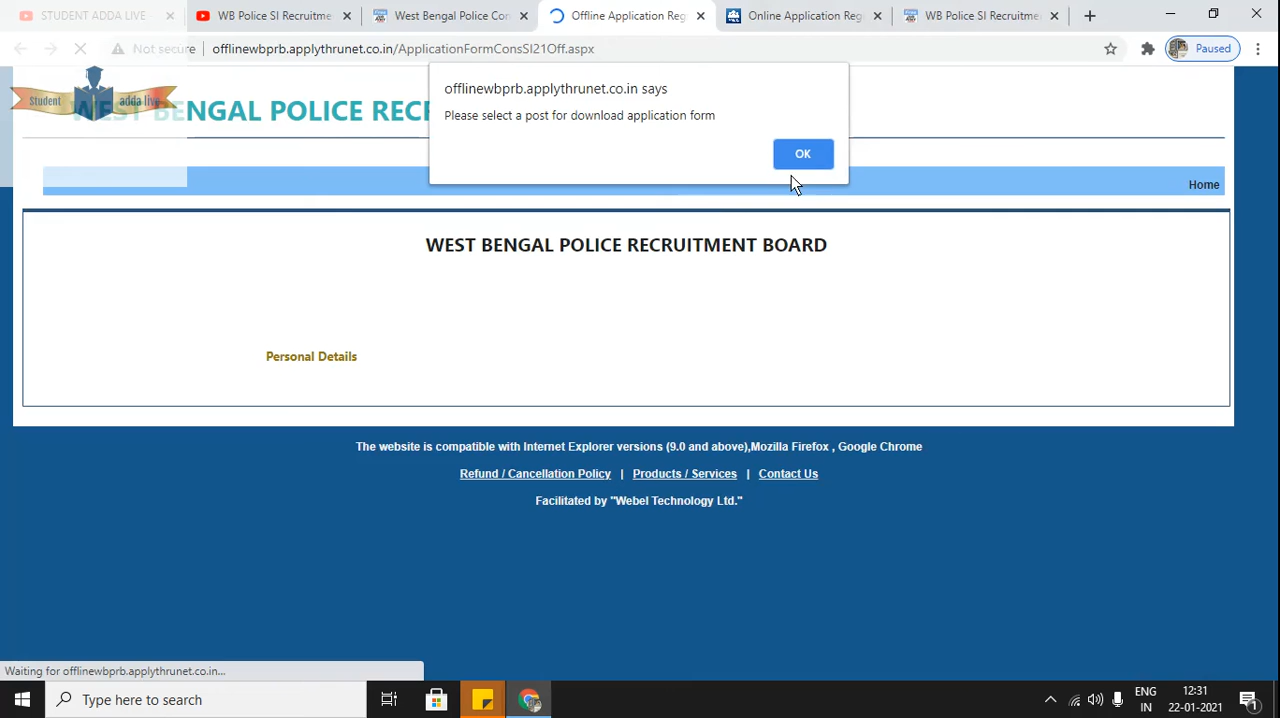 STUDENT ADDA LIVE
WB Police SI Recruitme
West Bengal Police Con
Offline Application Reg
Online Application Reg
WB Police SI Recruitme
Not secure
offlinewbprb.applythrunet.co.in/ApplicationFormConsSI21Off.aspx
Paused
Student adda live
WEST BENGAL POLICE REC
offlinewbprb.applythrunet.co.in says
Please select a post for download application form
OK
Home
WEST BENGAL POLICE RECRUITMENT BOARD
Personal Details
The website is compatible with Internet Explorer versions (9.0 and above),Mozilla Firefox , Google Chrome
Refund / Cancellation Policy | Products / Services | Contact Us
Facilitated by "Webel Technology Ltd."
Waiting for offlinewbprb.applythrunet.co.in...
Type here to search
ENG
IN
12:31
22-01-2021
1